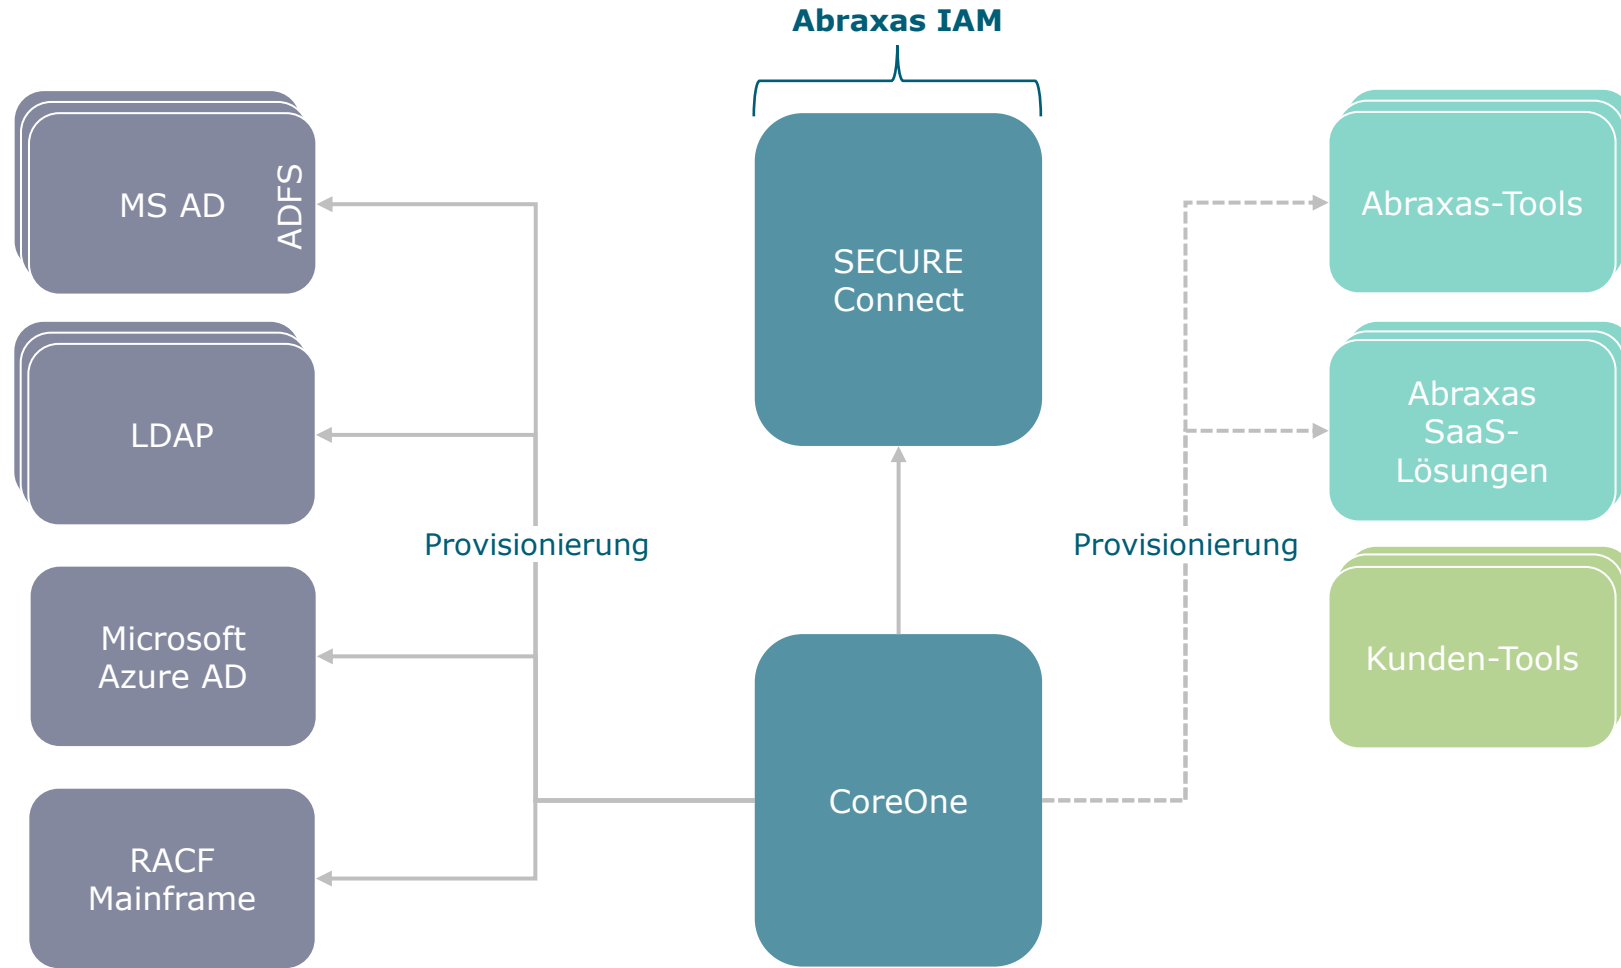 Abraxas IAM
MS AD
ADFS
LDAP
Microsoft
Azure AD
RACF
Mainframe
Provisionierung
SECURE
Connect
CoreOne
Provisionierung
Abraxas-Tools
Abraxas
SaaS-
Lösungen
Kunden-Tools